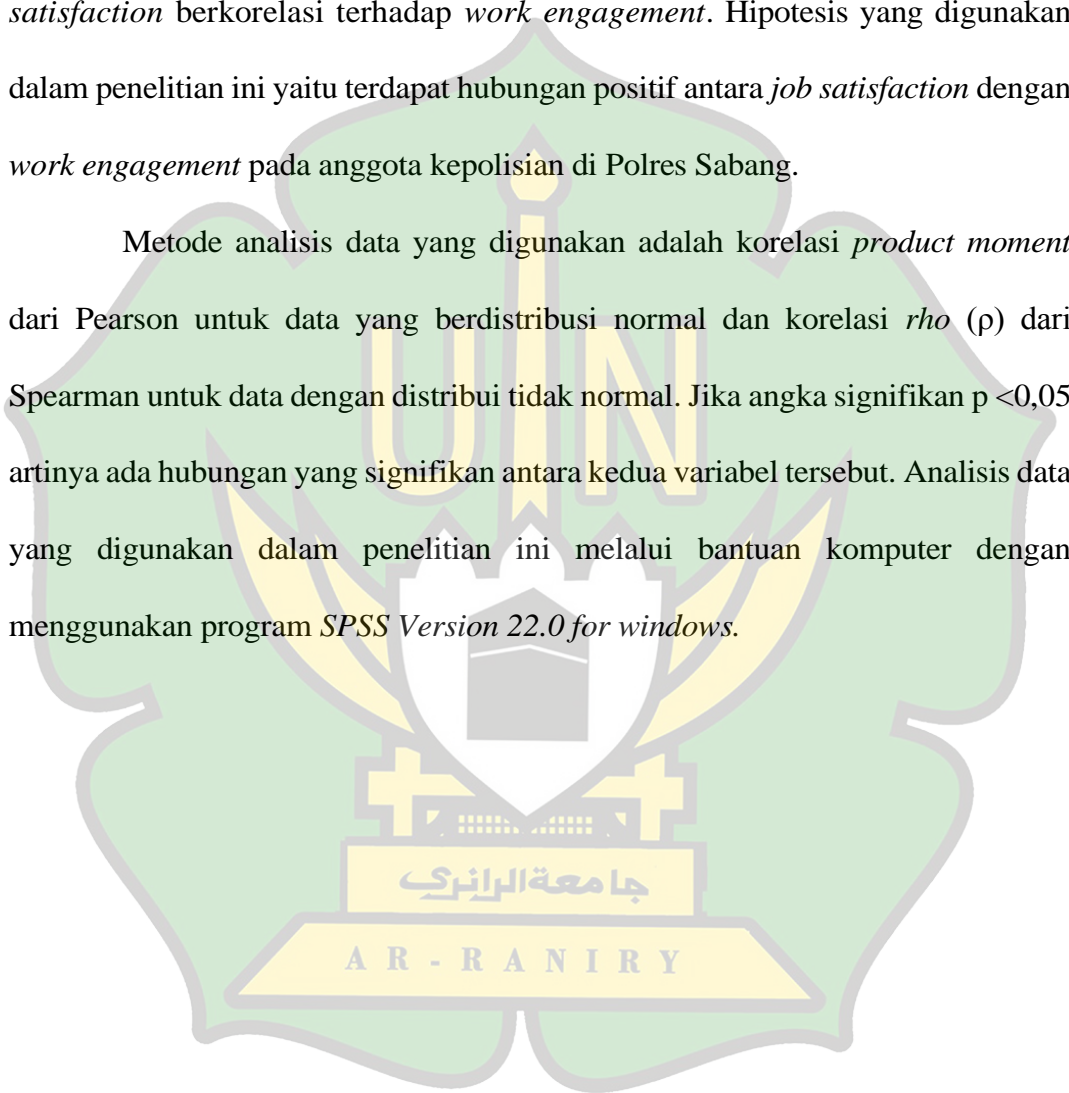 satisfaction berkorelasi terhadap work engagement. Hipotesis yang digunakan
dalam penelitian ini yaitu terdapat hubungan positif antara job satisfaction dengan
work engagement pada anggota kepolisian di Polres Sabang.
Metode analisis data yang digunakan adalah korelasi product moment
dari Pearson untuk data yang berdistribusi normal dan korelasi rho (ρ) dari
Spearman untuk data dengan distribui tidak normal. Jika angka signifikan p <0,05
artinya ada hubungan yang signifikan antara kedua variabel tersebut. Analisis data
yang digunakan dalam penelitian ini melalui bantuan komputer dengan
menggunakan program SPSS Version 22.0 for windows.
UIN
جامعةالرانري
AR-RANIRY